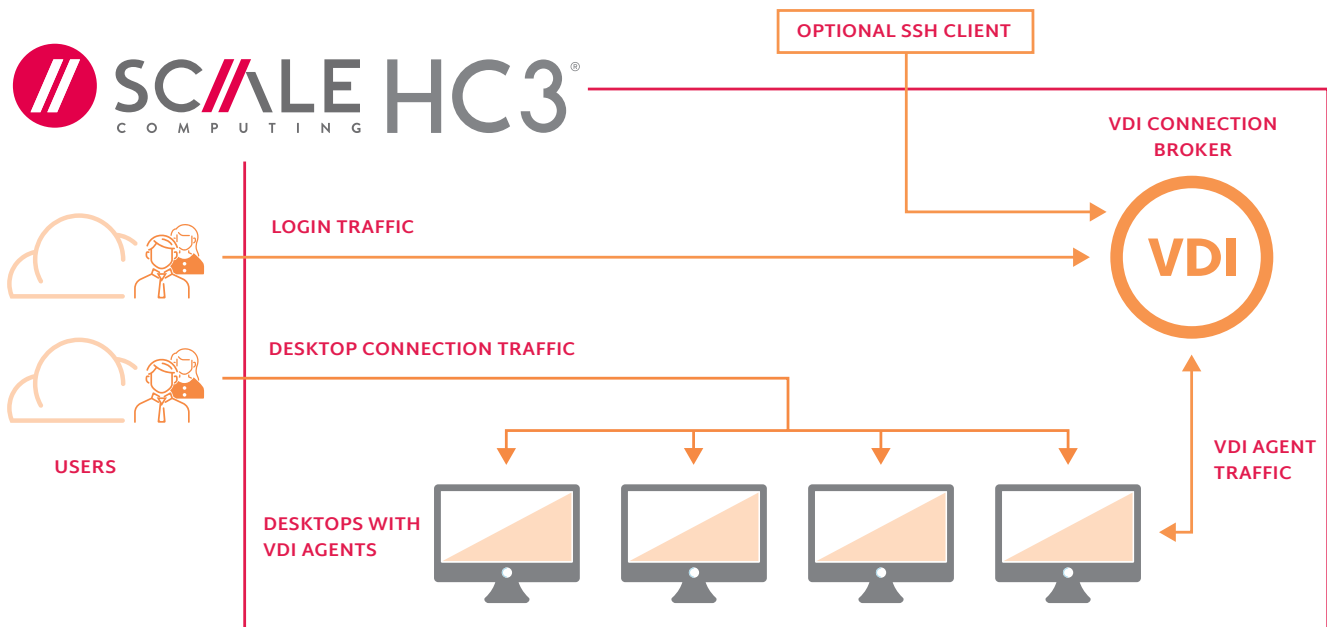 OPTIONAL SSH CLIENT
SCALE HC3®
COMPUTING
VDI CONNECTION
BROKER
LOGIN TRAFFIC
VDI
DESKTOP CONNECTION TRAFFIC
USERS
VDI AGENT
TRAFFIC
DESKTOPS WITH
VDI AGENTS